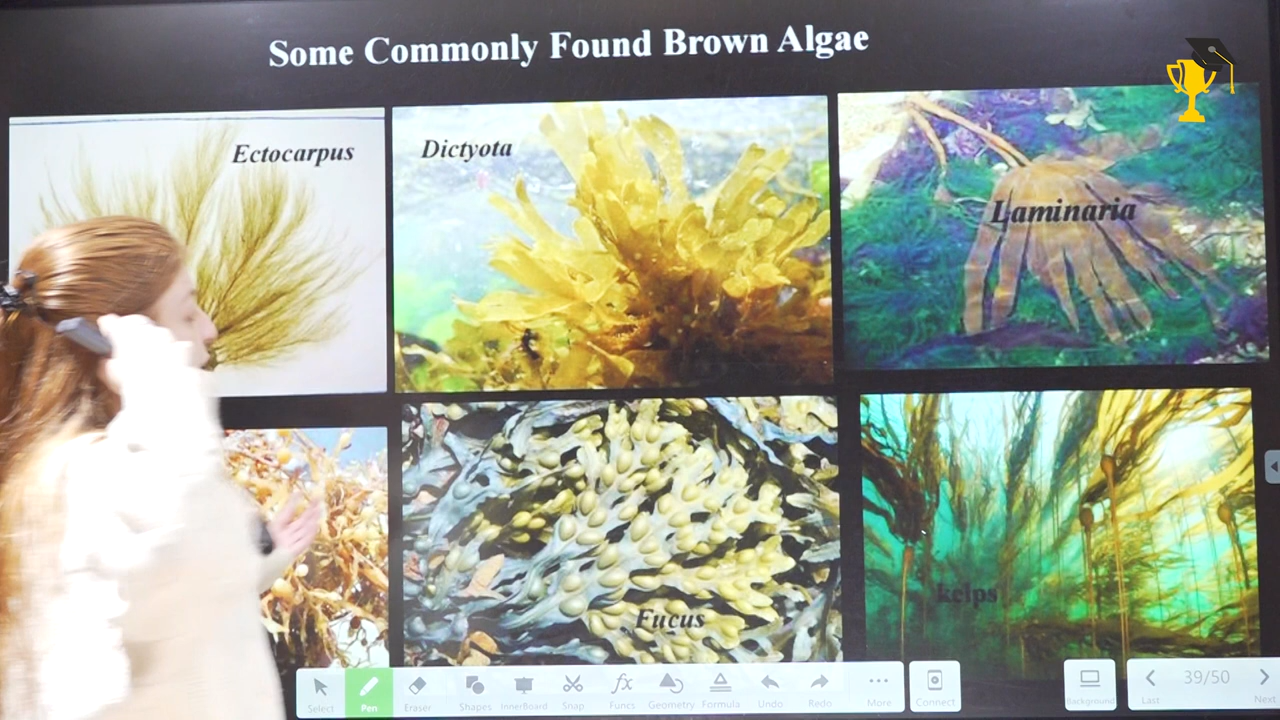 Some Commonly Found Brown Algae
Ectocarpus
Dictyota
Laminaria
Fucus
kelps
Select
Pen
Eraser
Shapes
InnerBoard
Snap
Funcs
Geometry
Formula
Undo
Redo
More
Connect
Background
Last
39/50
Next